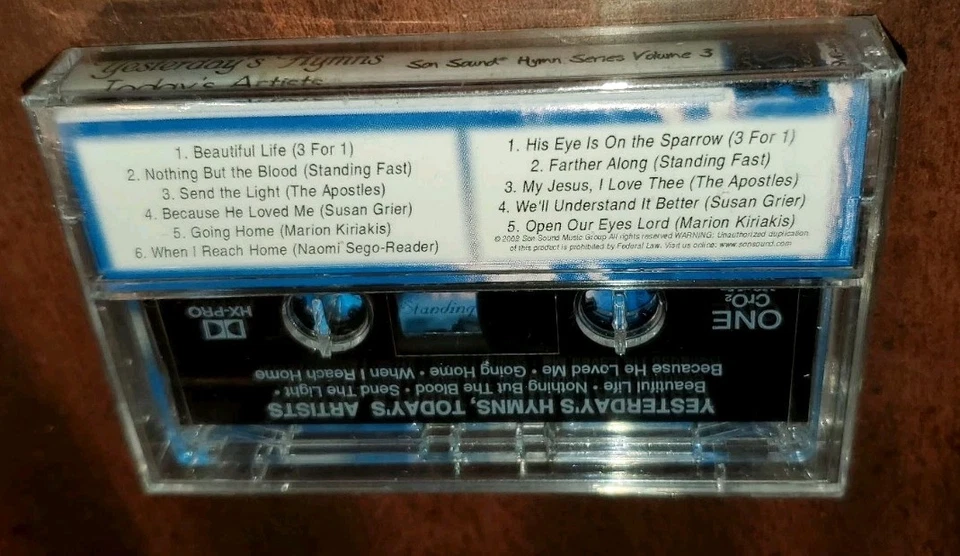 Yesterday's Hymns
Today's Artists
Son Sound® Hymn Series Volume 3
1. Beautiful Life (3 For 1)
2. Nothing But the Blood (Standing Fast)
3. Send the Light (The Apostles)
4. Because He Loved Me (Susan Grier)
5. Going Home (Marion Kiriakis)
6. When I Reach Home (Naomi Sego-Reader)
1. His Eye Is On the Sparrow (3 For 1)
2. Farther Along (Standing Fast)
3. My Jesus, I Love Thee (The Apostles)
4. We'll Understand It Better (Susan Grier)
5. Open Our Eyes Lord (Marion Kiriakis)
© 2002 Son Sound Music Group All rights reserved WARNING: Unauthorized duplication
of this product is prohibited by Federal Law. Visit us online: www.sonsound.com
YESTERDAY'S HYMNS, TODAY'S ARTISTS
Beautiful Life • Nothing But The Blood • Send The Light •
Because He Loved Me • Going Home • When I Reach Home
ONE
CrO₂
Standing
HX-PRO